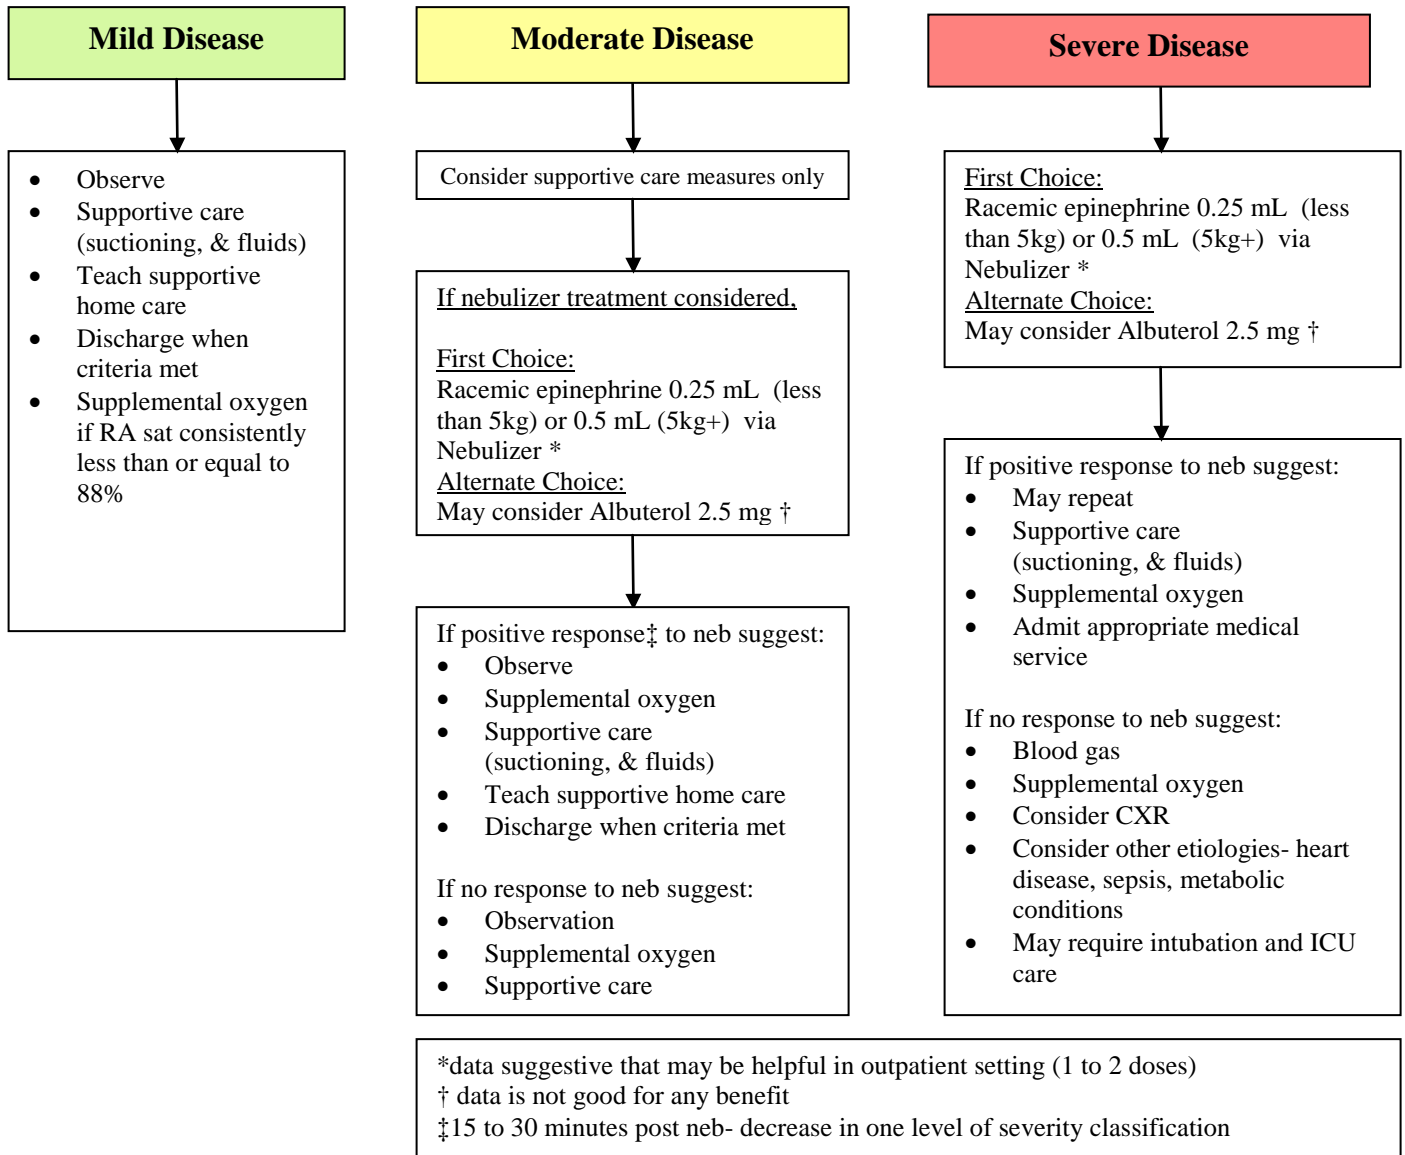 Mild Disease
• Observe
• Supportive care
(suctioning, & fluids)
• Teach supportive
home care
• Discharge when
criteria met
• Supplemental oxygen
if RA sat consistently
less than or equal to
88%
Moderate Disease
Consider supportive care measures only
If nebulizer treatment considered,
First Choice:
Racemic epinephrine 0.25 mL (less
than 5kg) or 0.5 mL (5kg+) via
Nebulizer *
Alternate Choice:
May consider Albuterol 2.5 mg †
If positive response‡ to neb suggest:
• Observe
• Supplemental oxygen
• Supportive care
(suctioning, & fluids)
• Teach supportive home care
• Discharge when criteria met
If no response to neb suggest:
• Observation
• Supplemental oxygen
• Supportive care
Severe Disease
First Choice:
Racemic epinephrine 0.25 mL (less
than 5kg) or 0.5 mL (5kg+) via
Nebulizer *
Alternate Choice:
May consider Albuterol 2.5 mg †
If positive response to neb suggest:
• May repeat
• Supportive care
(suctioning, & fluids)
• Supplemental oxygen
• Admit appropriate medical
service
If no response to neb suggest:
• Blood gas
• Supplemental oxygen
• Consider CXR
• Consider other etiologies- heart
disease, sepsis, metabolic
conditions
• May require intubation and ICU
care
*data suggestive that may be helpful in outpatient setting (1 to 2 doses)
† data is not good for any benefit
‡15 to 30 minutes post neb- decrease in one level of severity classification